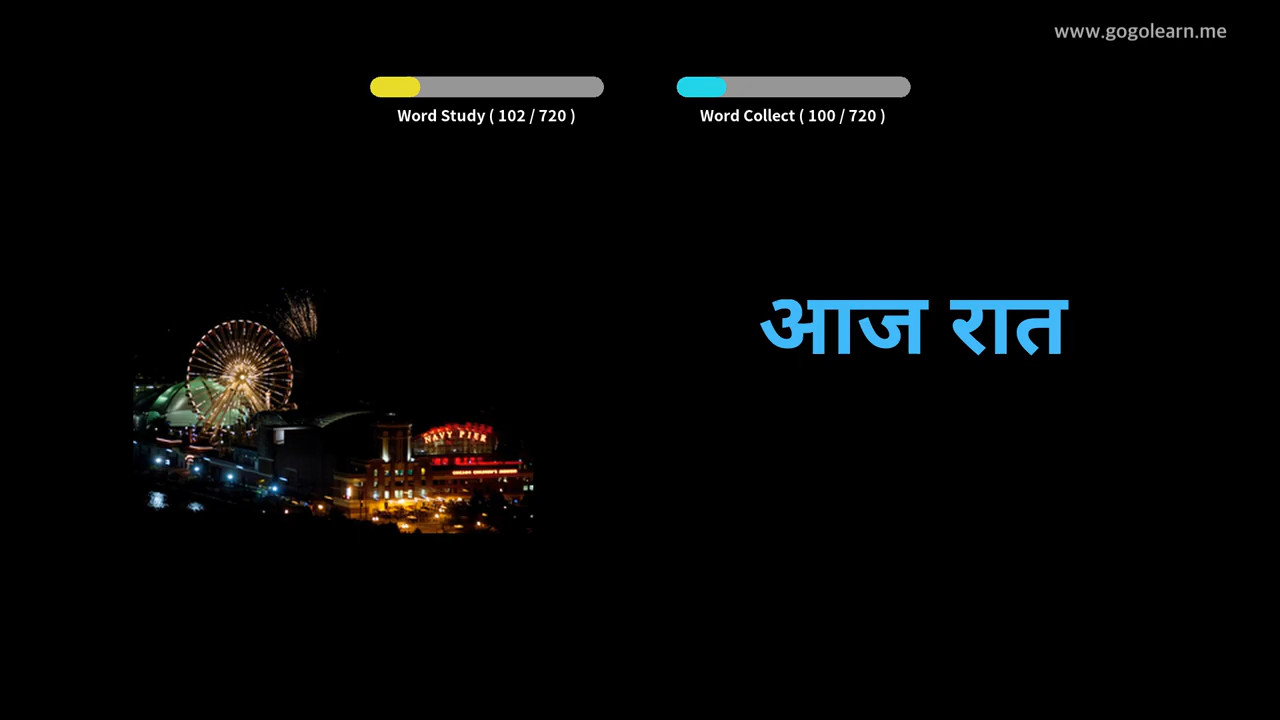 www.gogolearn.me
Word Study ( 102 / 720 )
Word Collect ( 100 / 720 )
आज रात
NAVY PIER